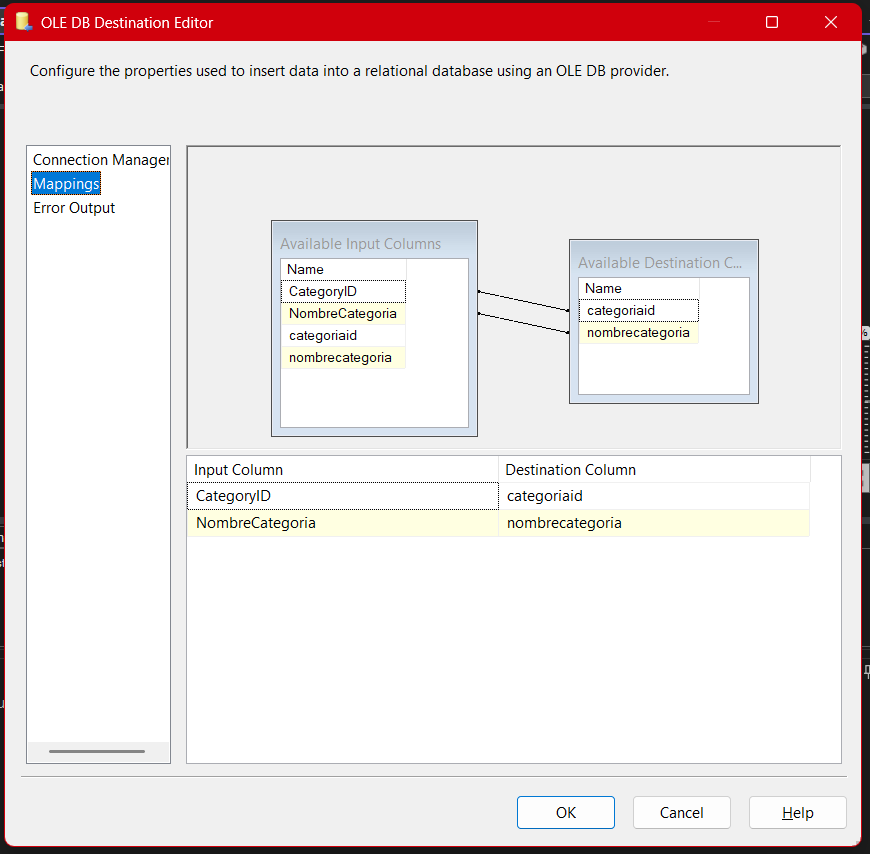 OLE DB Destination Editor
Configure the properties used to insert data into a relational database using an OLE DB provider.
Connection Manager
Mappings
Error Output
Available Input Columns
Name
CategoryID
NombreCategoria
categoriaid
nombrecategoria
Available Destination C...
Name
categoriaid
nombrecategoria
Input Column Destination Column
CategoryID categoriaid
NombreCategoria nombrecategoria
OK Cancel Help